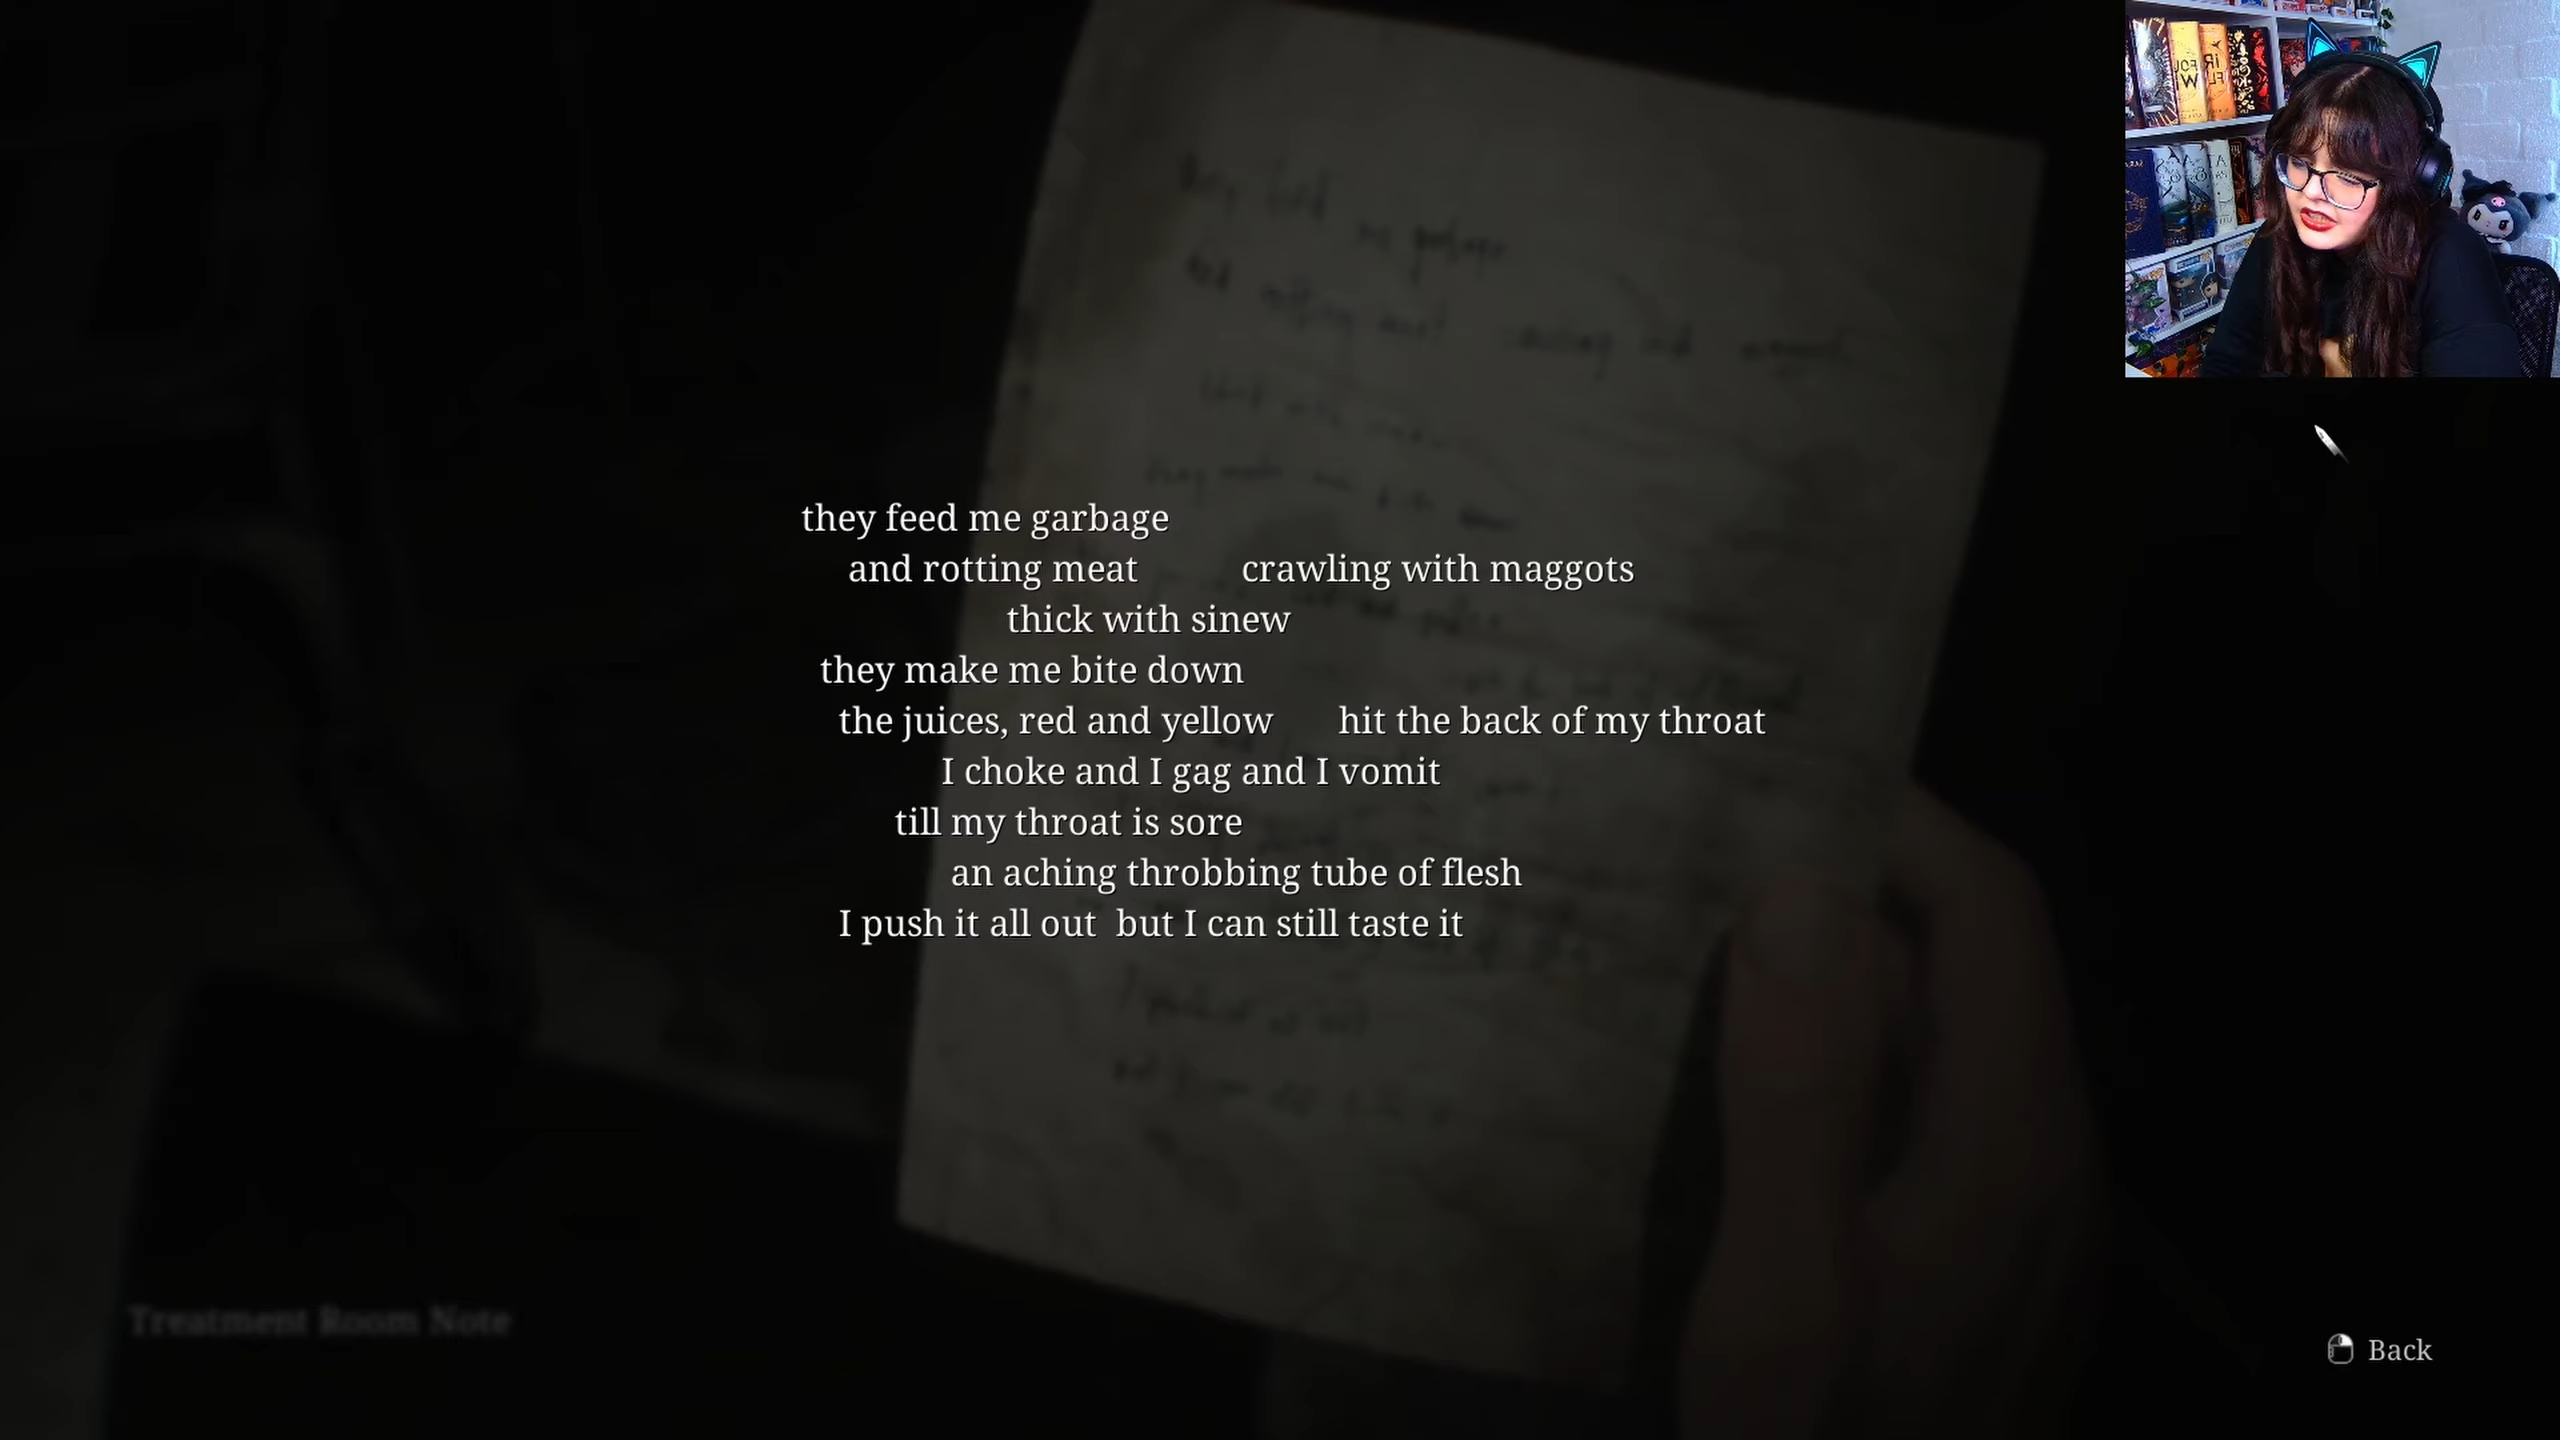 they feed me garbage
and rotting meat crawling with maggots
thick with sinew
they make me bite down
the juices, red and yellow hit the back of my throat
I choke and I gag and I vomit
till my throat is sore
an aching throbbing tube of flesh
I push it all out but I can still taste it
Treatment Room Note
Back